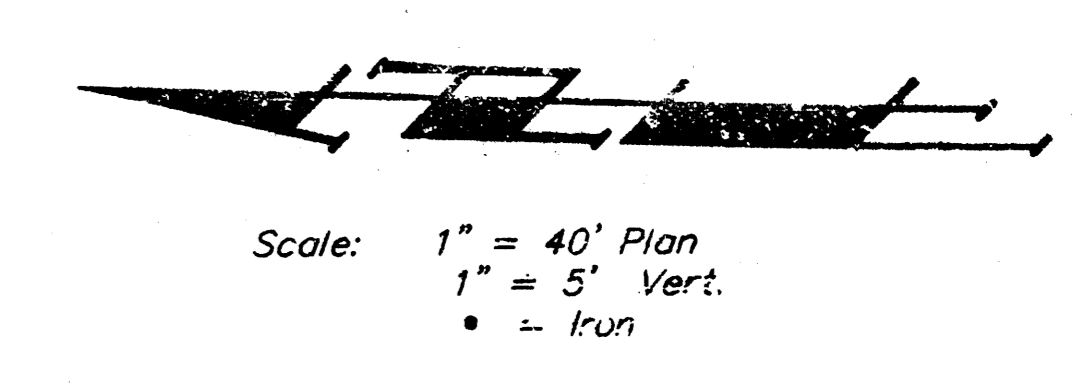 Scale: 1" = 40' Plan
1" = 5' Vert.
• = Iron